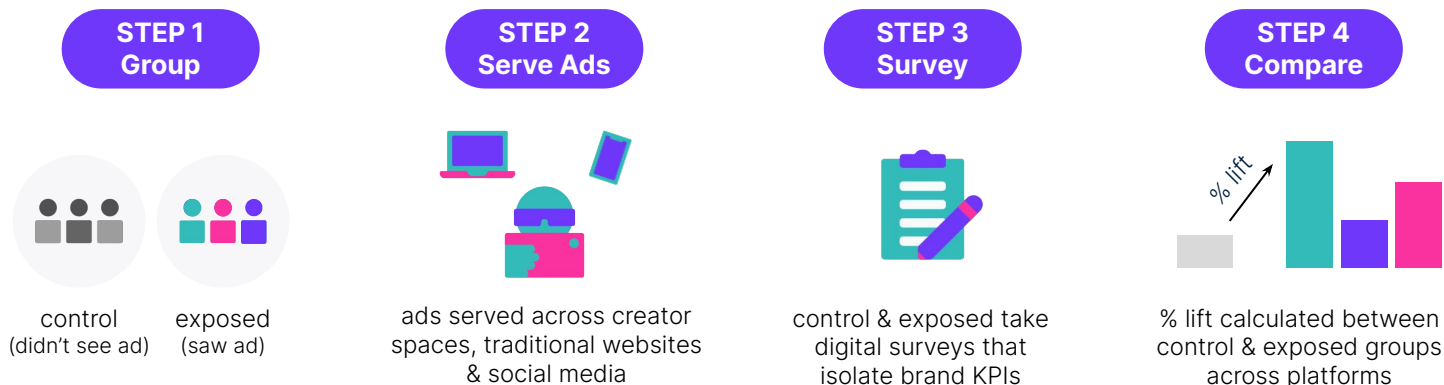 STEP 1
Group
control
(didn't see ad)
exposed
(saw ad)
STEP 2
Serve Ads
ads served across creator
spaces, traditional websites
& social media
STEP 3
Survey
control & exposed take
digital surveys that
isolate brand KPIs
STEP 4
Compare
% lift
% lift calculated between
control & exposed groups
across platforms